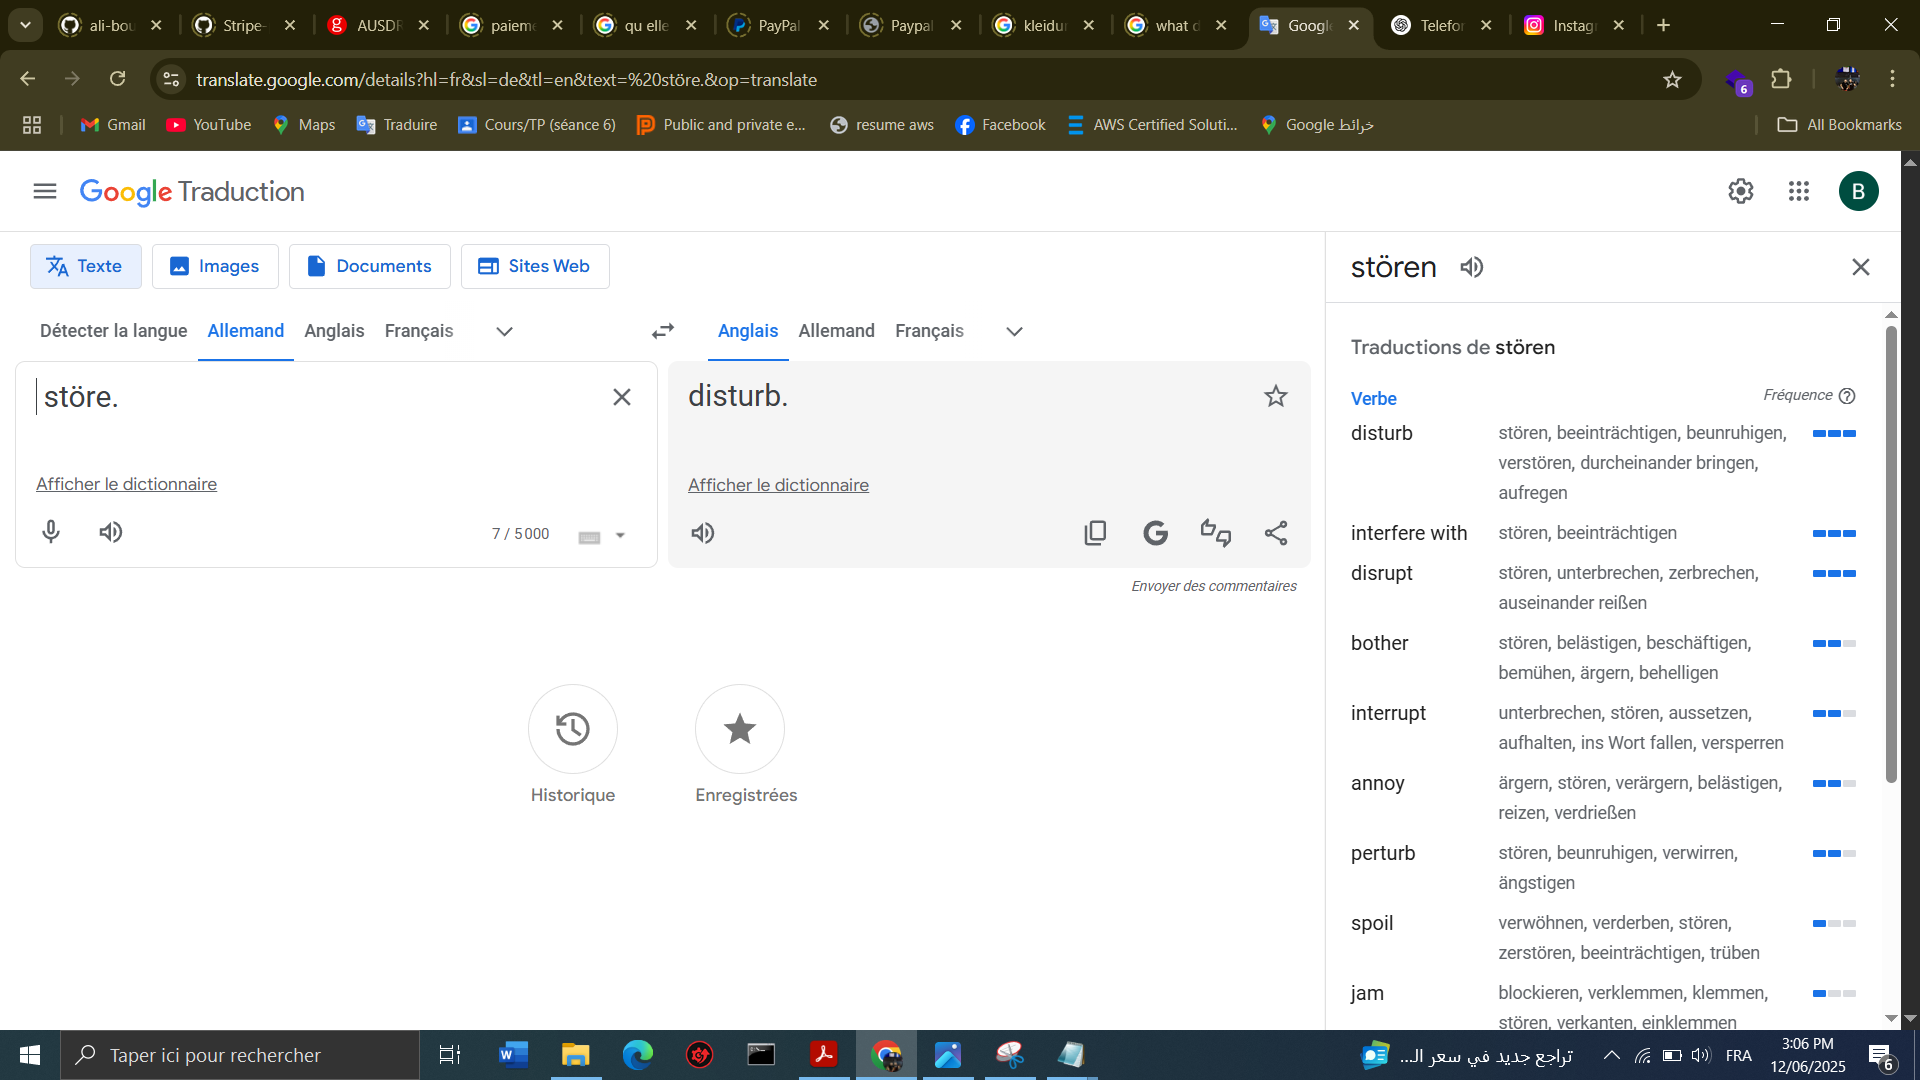 ali-bou
Stripe-
AUSDR
paieme
qu elle
PayPal
Paypal
kleidun
what d
Google
Telefor
Instagr
translate.google.com/details?hl=fr&sl=de&tl=en&text=%20störe.&op=translate
6
Gmail
YouTube
Maps
Traduire
Cours/TP (séance 6)
Public and private e...
resume aws
Facebook
AWS Certified Soluti...
خرائط Google
All Bookmarks
Google Traduction
B
Texte
Images
Documents
Sites Web
Détecter la langue
Allemand
Anglais
Français
Anglais
Allemand
Français
störe.
disturb.
Afficher le dictionnaire
Afficher le dictionnaire
7 / 5 000
Envoyer des commentaires
Historique
Enregistrées
stören
Traductions de stören
Verbe
Fréquence
disturb
stören, beeinträchtigen, beunruhigen,
verstören, durcheinander bringen,
aufregen
interfere with
stören, beeinträchtigen
disrupt
stören, unterbrechen, zerbrechen,
auseinander reißen
bother
stören, belästigen, beschäftigen,
bemühen, ärgern, behelligen
interrupt
unterbrechen, stören, aussetzen,
aufhalten, ins Wort fallen, versperren
annoy
ärgern, stören, verärgern, belästigen,
reizen, verdrießen
perturb
stören, beunruhigen, verwirren,
ängstigen
spoil
verwöhnen, verderben, stören,
zerstören, beeinträchtigen, trüben
jam
blockieren, verklemmen, klemmen,
stören, verkanten, einklemmen
Taper ici pour rechercher
تراجع جديد في سعر الـ...
FRA
3:06 PM
12/06/2025
6